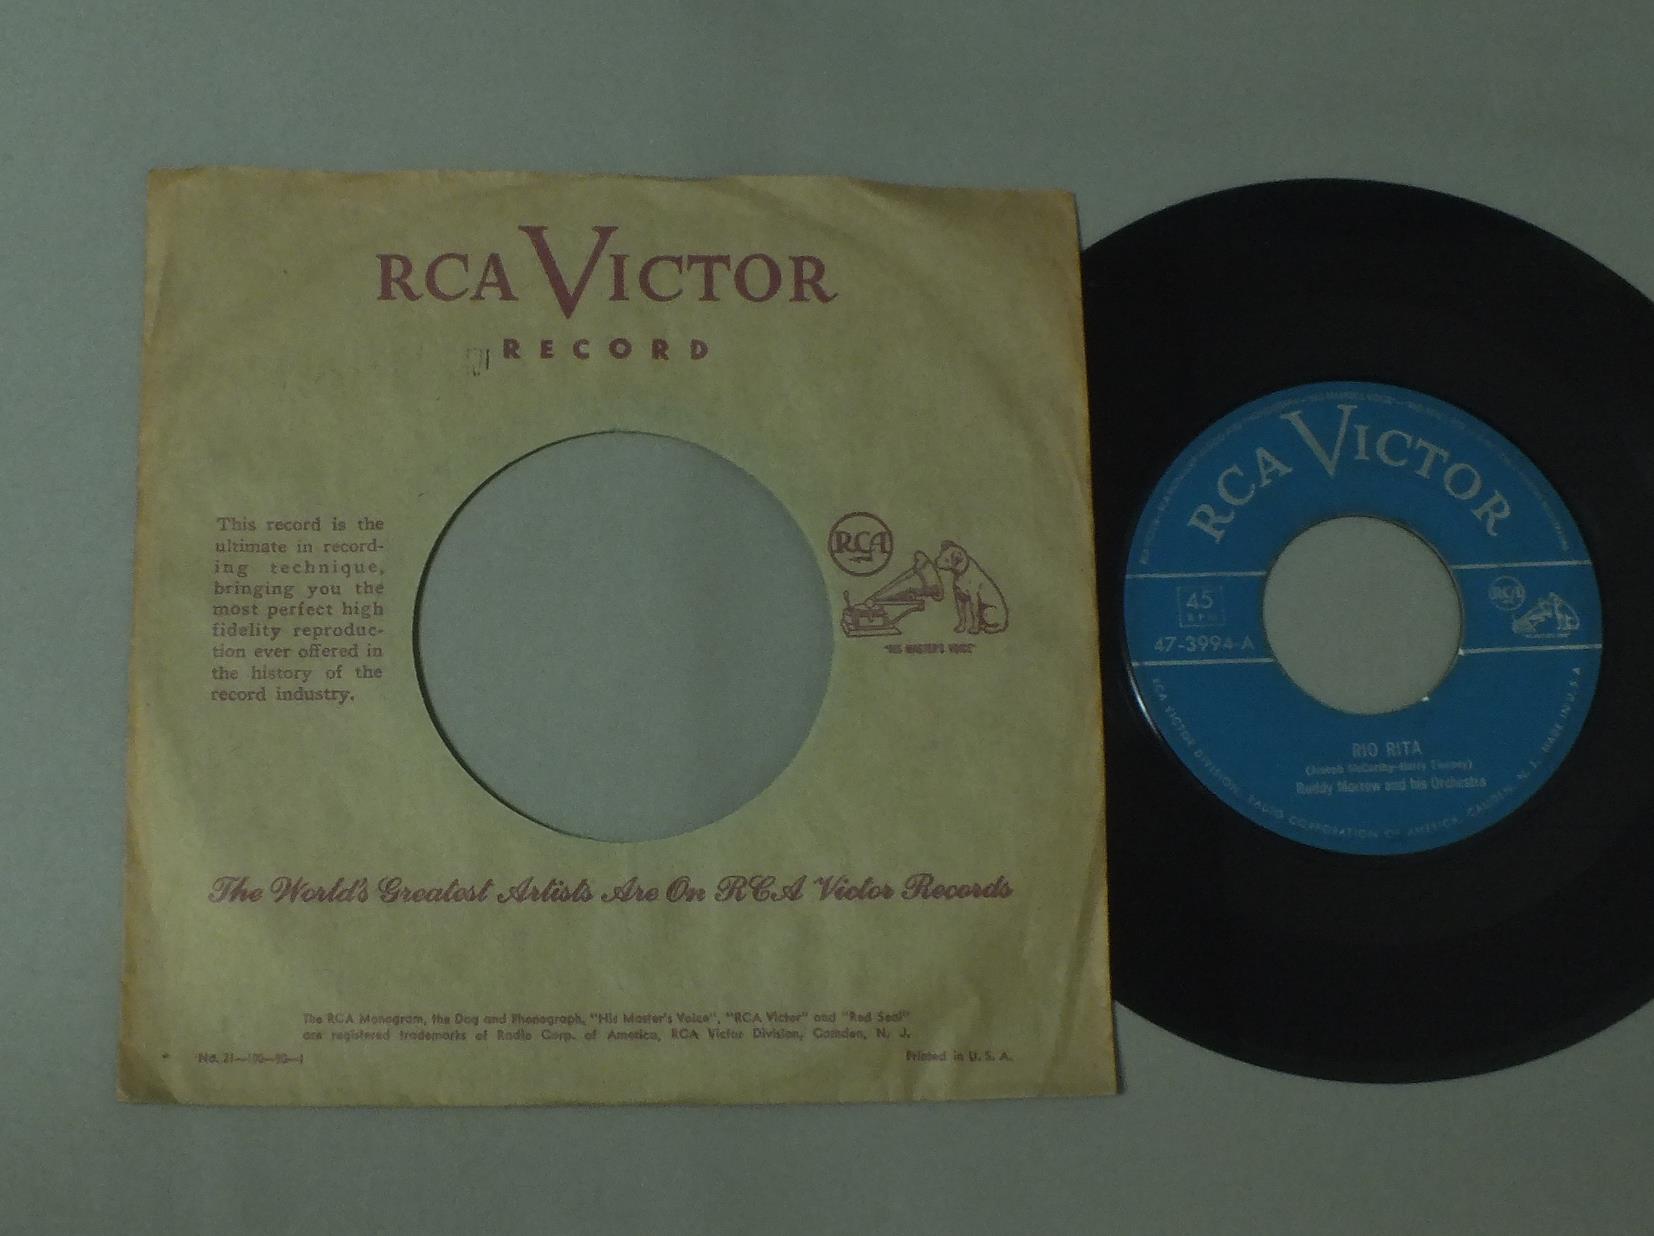 RCA VICTOR
RECORD
This record is the
ultimate in record-
ing technique,
bringing you the
most perfect high
fidelity reproduc-
tion ever offered in
the history of the
record industry.
RCA
"HIS MASTER'S VOICE"
The World's Greatest Artists Are On RCA Victor Records
The RCA Monogram, the Dog and Phonograph, "His Master's Voice", "RCA Victor" and "Red Seal"
are registered trademarks of Radio Corp. of America, RCA Victor Division, Camden, N. J.
Printed in U. S. A.
RCA VICTOR
45
RPM
47-3994-A
RCA
RIO RITA
(Joseph McCarthy-Harry Tierney)
Buddy Morrow and his Orchestra
RCA VICTOR DIVISION, RADIO CORPORATION OF AMERICA, CAMDEN, N. J. MADE IN U.S.A